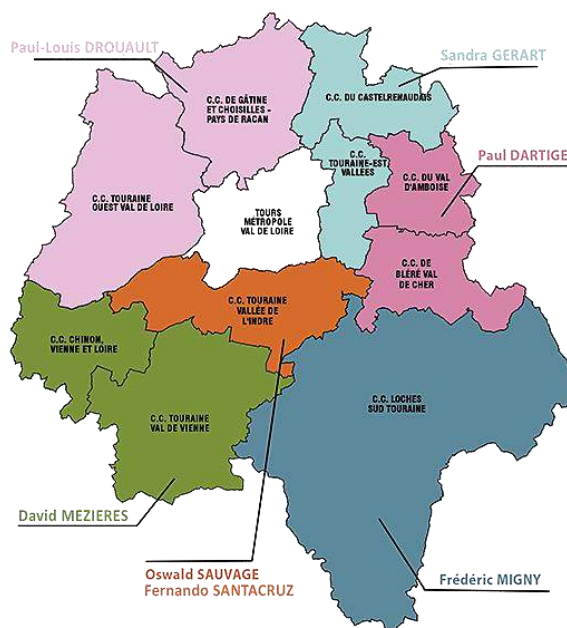 Paul-Louis DROUAULT
Sandra GERART
C.C. DE GÂTINE
ET CHOISILLES -
PAYS DE RACAN
C.C. DU CASTELRENAUDAIS
C.C.
TOURAINE-EST
VALLÉES
Paul DARTIGE
C.C. DU VAL
D'AMBOISE
C.C. TOURAINE
OUEST VAL DE LOIRE
TOURS
MÉTROPOLE
VAL DE LOIRE
C.C. DE
BLÉRÉ VAL
DE CHER
C.C. TOURAINE
VALLÉE DE
L'INDRE
C.C. CHINON,
VIENNE ET LOIRE
C.C. LOCHES
SUD TOURAINE
C.C. TOURAINE
VAL DE VIENNE
David MEZIERES
Oswald SAUVAGE
Fernando SANTACRUZ
Frédéric MIGNY